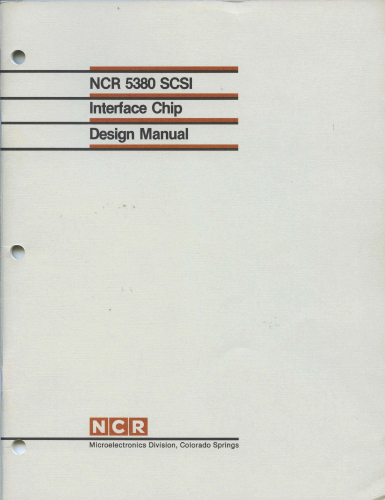 NCR 5380 SCSI
Interface Chip
Design Manual
NCR
Microelectronics Division, Colorado Springs